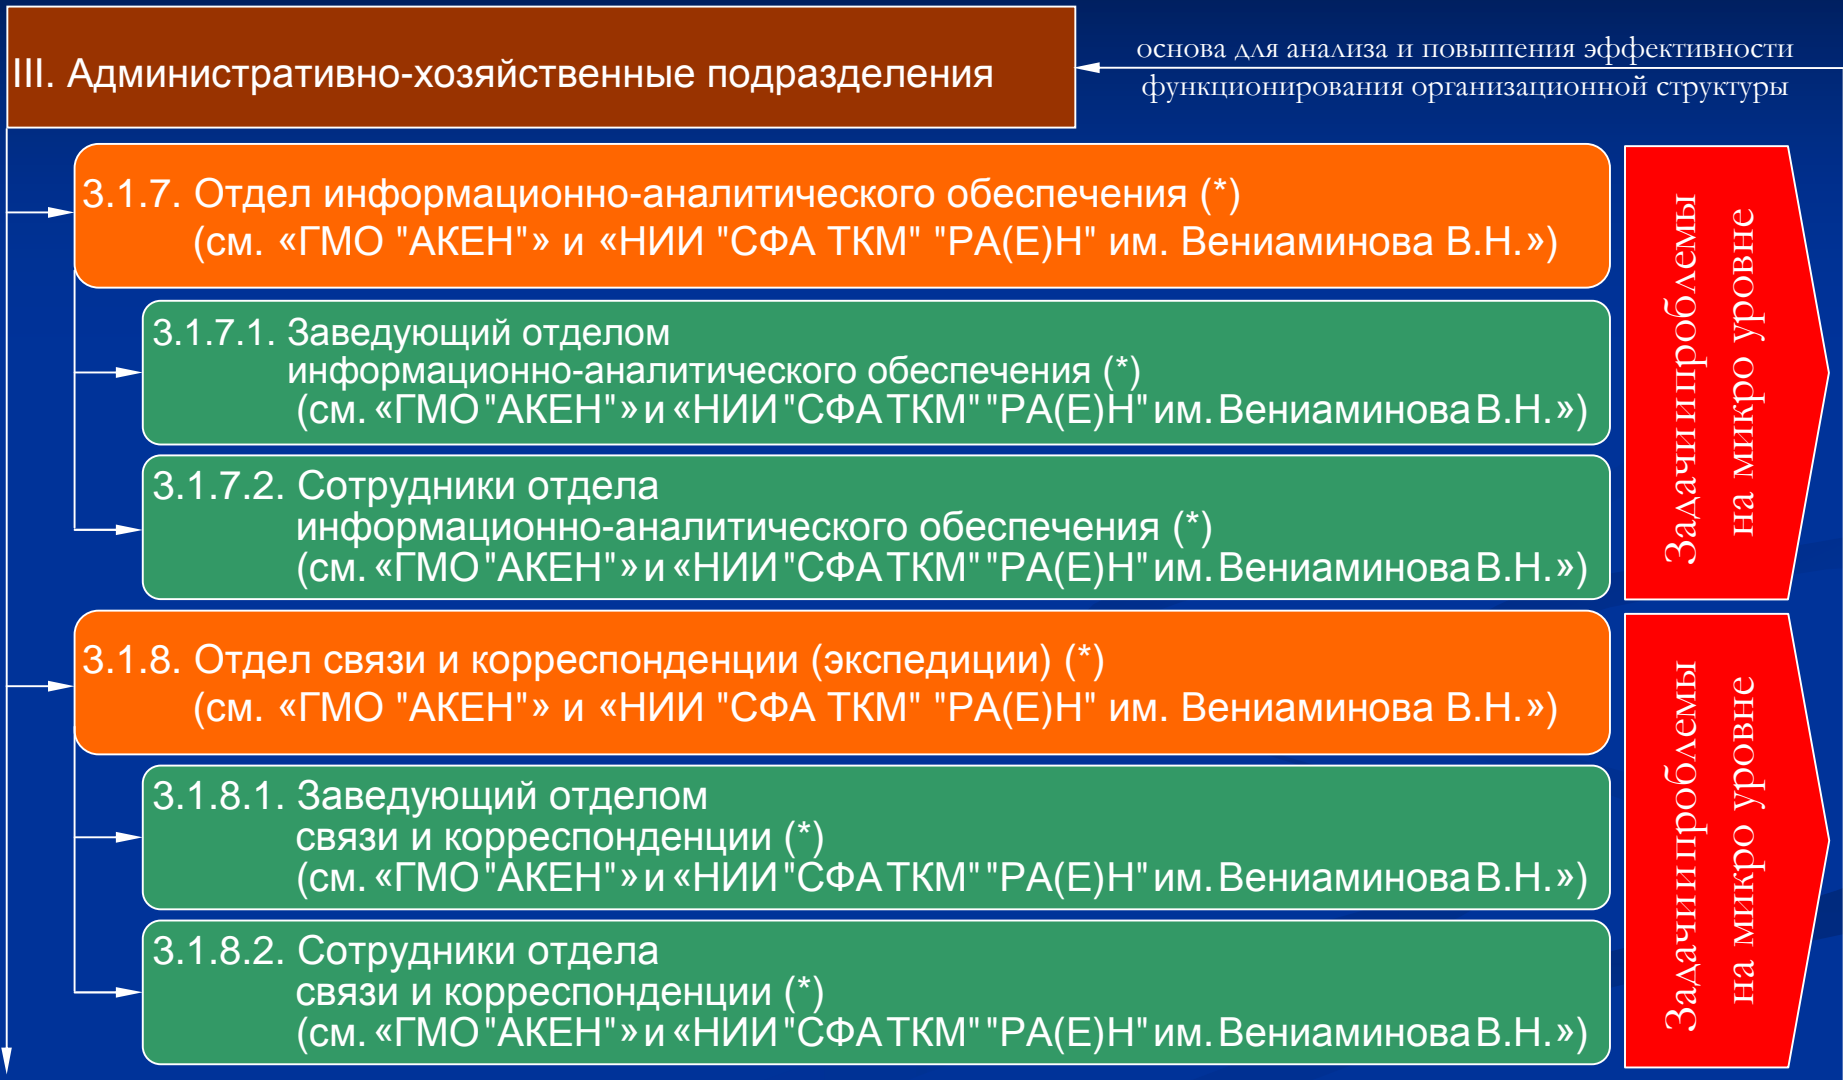 III. Административно-хозяйственные подразделения
основа для анализа и повышения эффективности
функционирования организационной структуры
3.1.7. Отдел информационно-аналитического обеспечения (*)
(см. «ГМО "АКЕН"» и «НИИ "СФА ТКМ" "РА(Е)Н" им. Вениаминова В.Н.»)
3.1.7.1. Заведующий отделом
информационно-аналитического обеспечения (*)
(см. «ГМО "АКЕН"» и «НИИ "СФА ТКМ" "РА(Е)Н" им. Вениаминова В.Н.»)
3.1.7.2. Сотрудники отдела
информационно-аналитического обеспечения (*)
(см. «ГМО "АКЕН"» и «НИИ "СФА ТКМ" "РА(Е)Н" им. Вениаминова В.Н.»)
Задачи и проблемы
на микро уровне
3.1.8. Отдел связи и корреспонденции (экспедиции) (*)
(см. «ГМО "АКЕН"» и «НИИ "СФА ТКМ" "РА(Е)Н" им. Вениаминова В.Н.»)
3.1.8.1. Заведующий отделом
связи и корреспонденции (*)
(см. «ГМО "АКЕН"» и «НИИ "СФА ТКМ" "РА(Е)Н" им. Вениаминова В.Н.»)
3.1.8.2. Сотрудники отдела
связи и корреспонденции (*)
(см. «ГМО "АКЕН"» и «НИИ "СФА ТКМ" "РА(Е)Н" им. Вениаминова В.Н.»)
Задачи и проблемы
на микро уровне